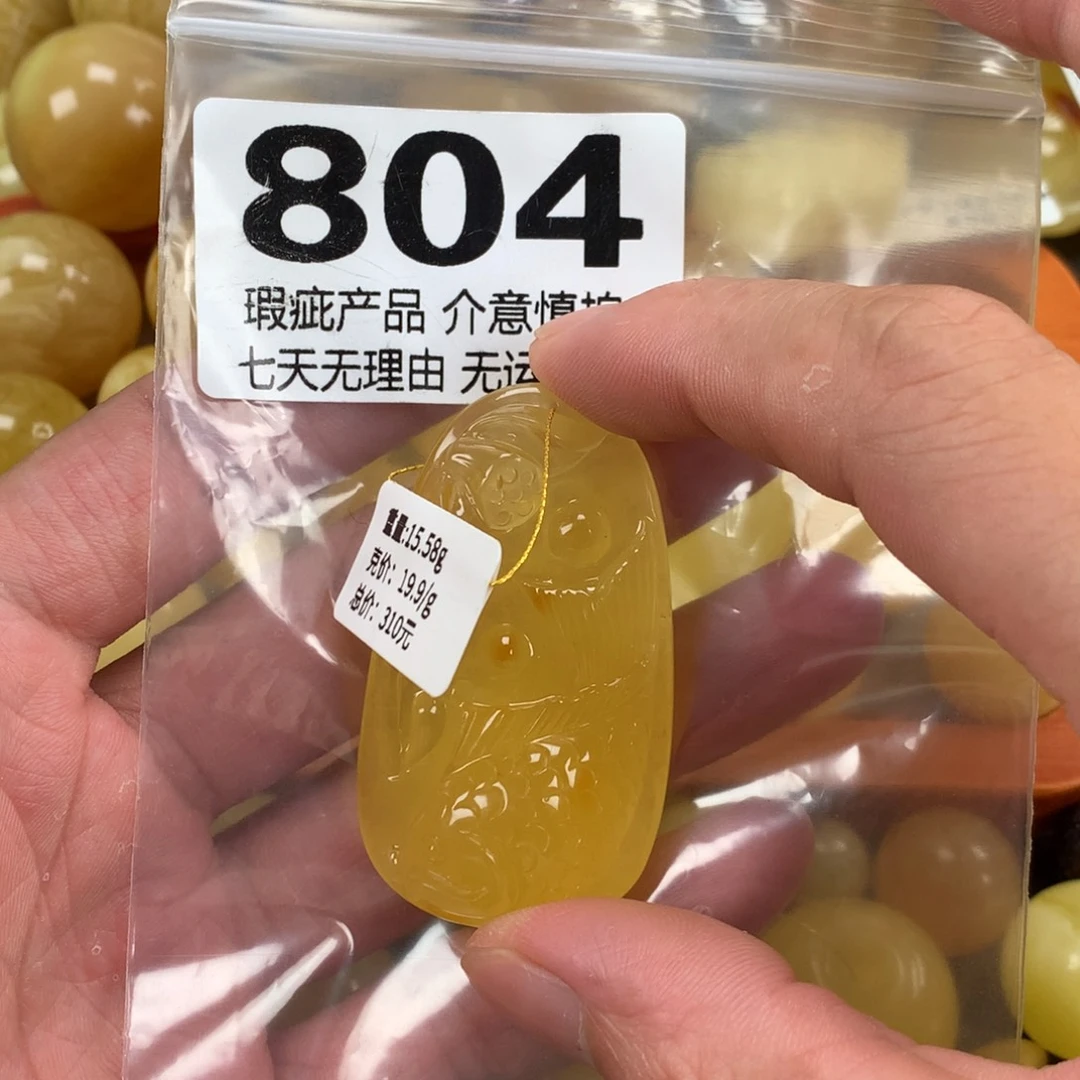 804
瑕疵产品 介意慎
七天无理由 无运
重量:15.58g
克价: 19.9/g
总价: 310元